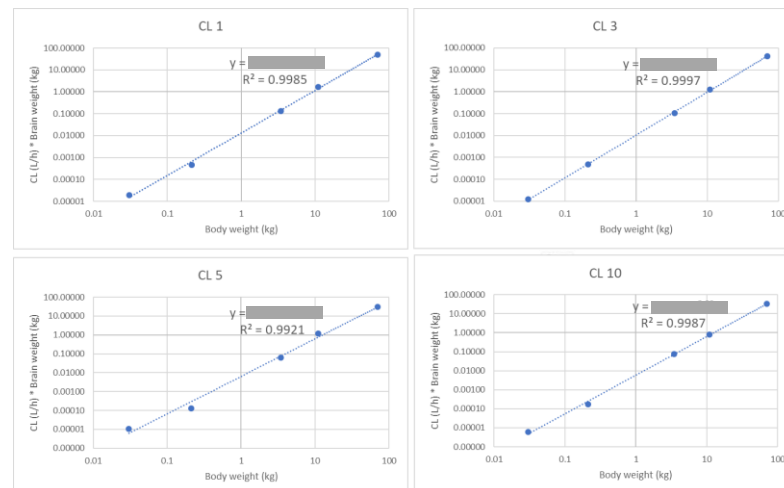 CL 1
100.00000
10.00000
1.00000
0.10000
0.01000
0.00100
0.00010
0.00001
CL (L/h) * Brain weight (kg)
y =
R² = 0.9985
0.01 0.1 1 10 100
Body weight (kg)
CL 3
100.00000
10.00000
1.00000
0.10000
0.01000
0.00100
0.00010
0.00001
CL (L/h) * Brain weight (kg)
y =
R² = 0.9997
0.01 0.1 1 10 100
Body weight (kg)
CL 5
100.00000
10.00000
1.00000
0.10000
0.01000
0.00100
0.00010
0.00001
0.00000
CL (L/h) * Brain weight (kg)
y =
R² = 0.9921
0.01 0.1 1 10 100
Body weight (kg)
CL 10
100.00000
10.00000
1.00000
0.10000
0.01000
0.00100
0.00010
0.00001
0.00000
CL (L/h) * Brain weight (kg)
y =
R² = 0.9987
0.01 0.1 1 10 100
Body weight (kg)